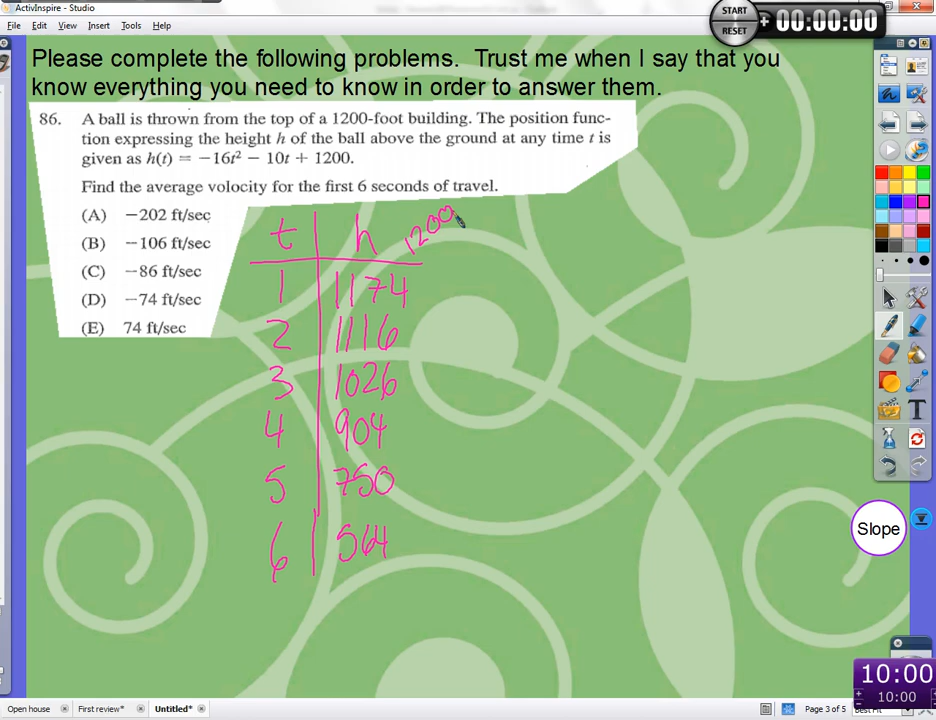 ActivInspire - Studio
File Edit View Insert Tools Help
START
RESET
00:00:00
Please complete the following problems. Trust me when I say that you
know everything you need to know in order to answer them.
86. A ball is thrown from the top of a 1200-foot building. The position func-
tion expressing the height h of the ball above the ground at any time t is
given as h(t) = −16t² − 10t + 1200.
Find the average volocity for the first 6 seconds of travel.
(A) −202 ft/sec
(B) −106 ft/sec
(C) −86 ft/sec
(D) −74 ft/sec
(E) 74 ft/sec
t h 1200
1 1174
2 1116
3 1026
4 904
5 750
6 564
Slope
10:00
10:00
Open house First review* Untitled* Page 3 of 5 Best Fit